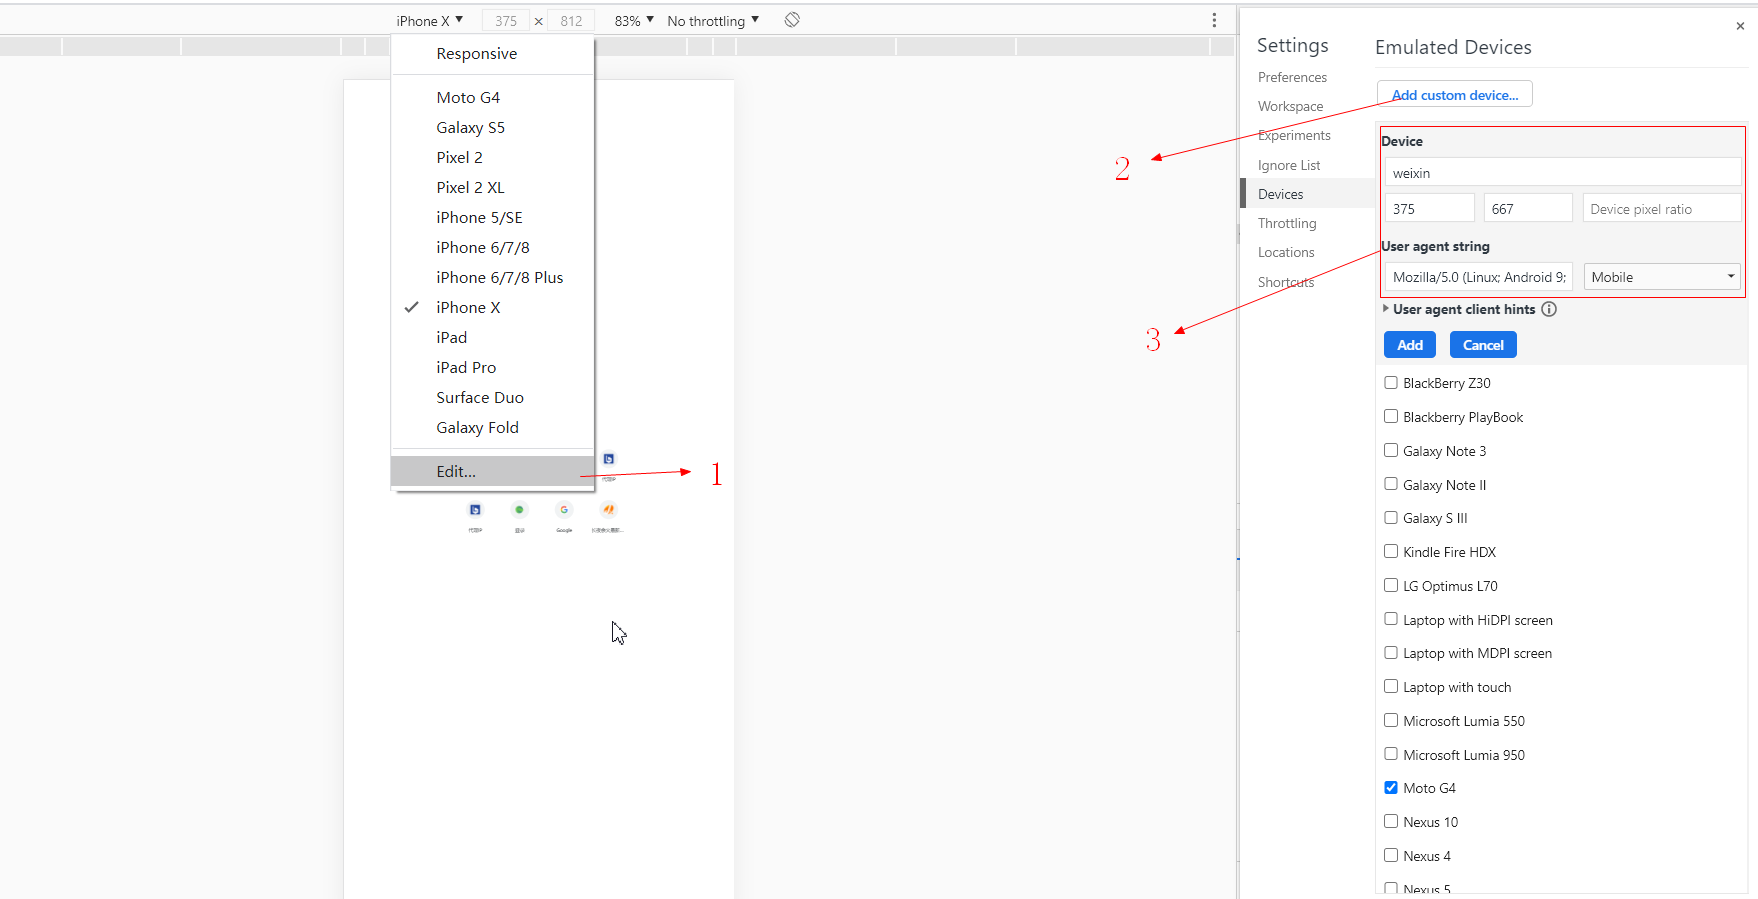 iPhone X ▼ 375 × 812 83% ▼ No throttling ▼
Responsive
Moto G4
Galaxy S5
Pixel 2
Pixel 2 XL
iPhone 5/SE
iPhone 6/7/8
iPhone 6/7/8 Plus
iPhone X
iPad
iPad Pro
Surface Duo
Galaxy Fold
Edit...
1
Google
Settings
Preferences
Workspace
Experiments
Ignore List
Devices
Throttling
Locations
Shortcuts
2
3
Emulated Devices
Add custom device...
Device
weixin
375 667 Device pixel ratio
User agent string
Mozilla/5.0 (Linux; Android 9; Mobile
User agent client hints
Add Cancel
BlackBerry Z30
Blackberry PlayBook
Galaxy Note 3
Galaxy Note II
Galaxy S III
Kindle Fire HDX
LG Optimus L70
Laptop with HiDPI screen
Laptop with MDPI screen
Laptop with touch
Microsoft Lumia 550
Microsoft Lumia 950
Moto G4
Nexus 10
Nexus 4
Nexus 5